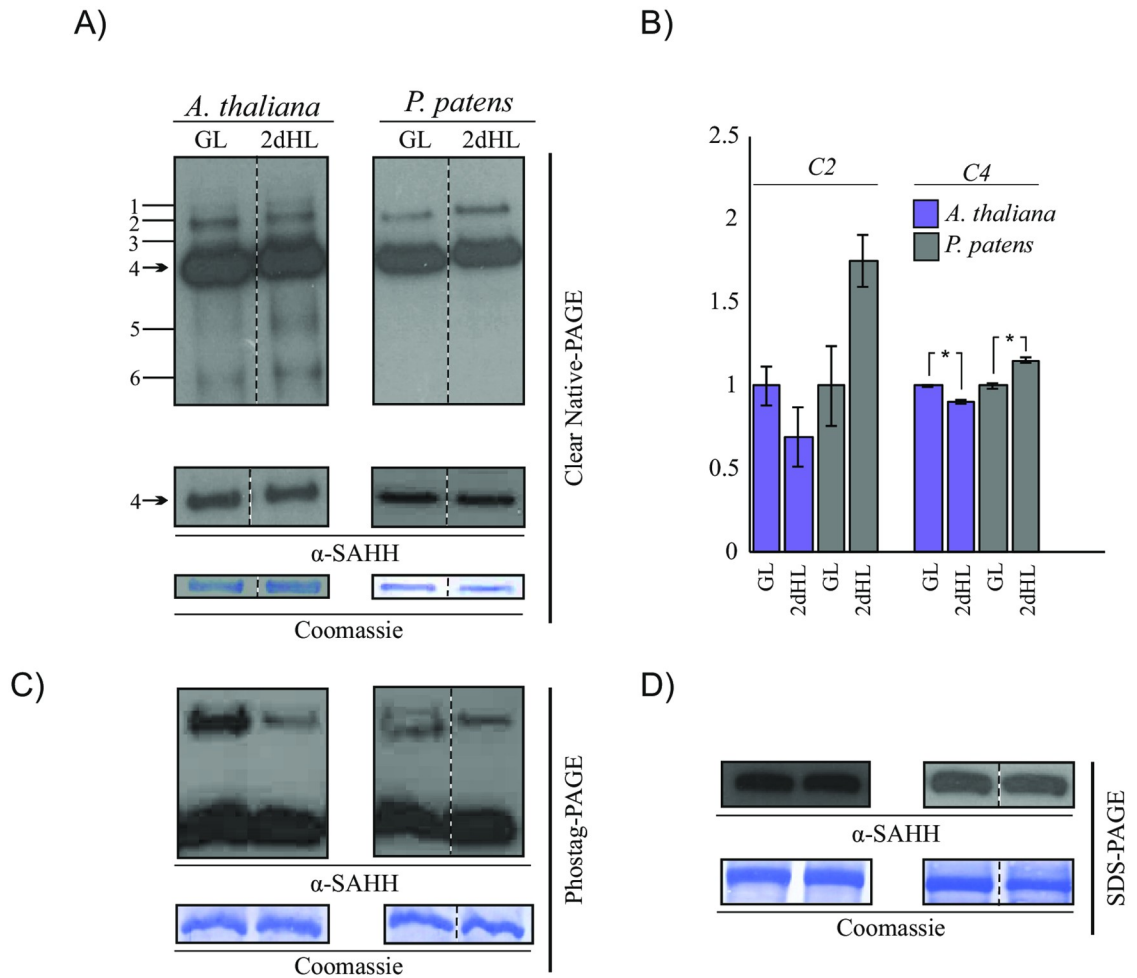 A)
A. thaliana
P. patens
GL 2dHL
GL 2dHL
1
2
3
4
5
6
4
α-SAHH
Coomassie
Clear Native-PAGE
B)
2.5
2
1.5
1
0.5
0
C2
C4
A. thaliana
P. patens
*
*
GL
2dHL
GL
2dHL
GL
2dHL
GL
2dHL
C)
α-SAHH
Coomassie
Phostag-PAGE
D)
α-SAHH
Coomassie
SDS-PAGE